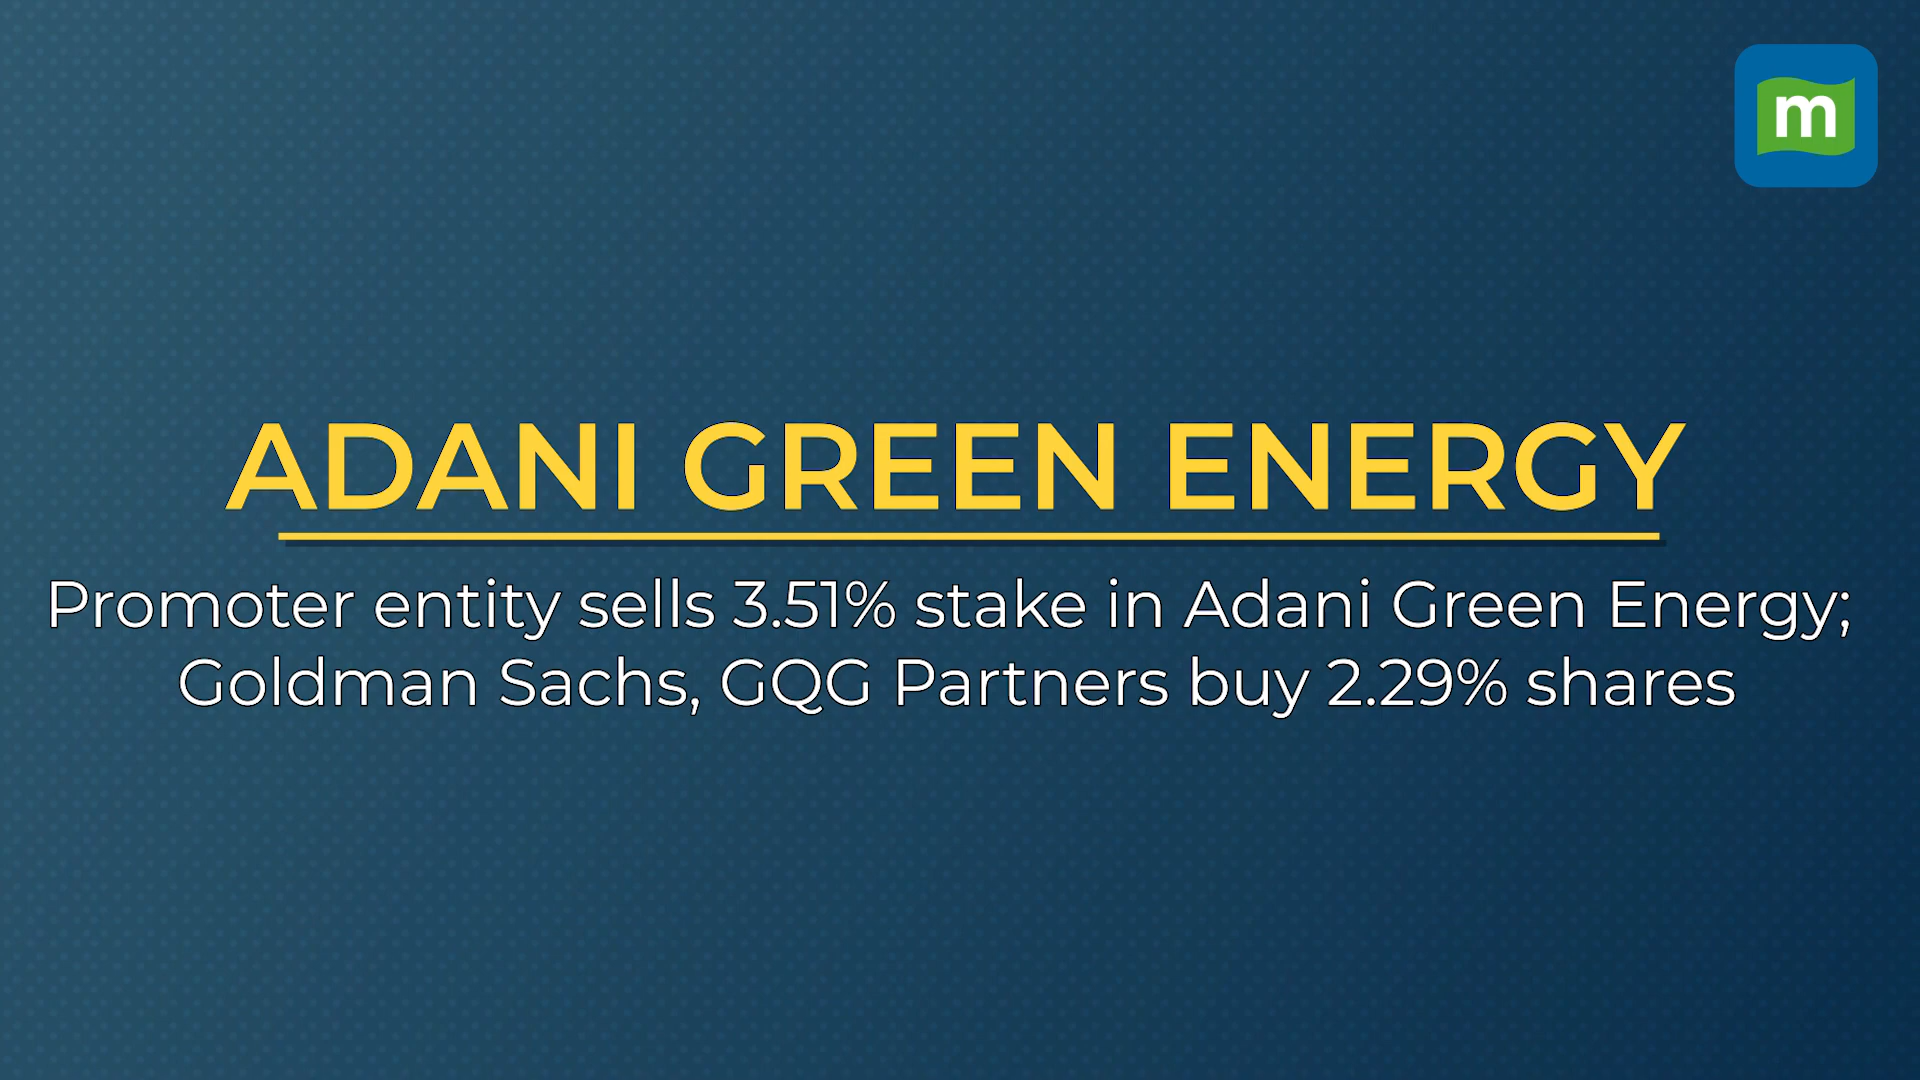 m
ADANI GREEN ENERGY
Promoter entity sells 3.51% stake in Adani Green Energy;
Goldman Sachs, GQG Partners buy 2.29% shares